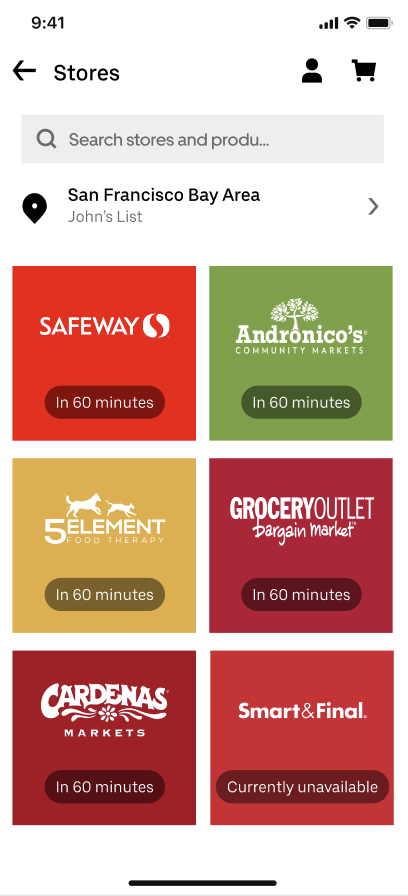 9:41
Stores
Search stores and produ...
San Francisco Bay Area
John's List
SAFEWAY
In 60 minutes
Andronico's®
COMMUNITY MARKETS
In 60 minutes
5ELEMENT
FOOD THERAPY
In 60 minutes
GROCERYOUTLET
bargain market™
In 60 minutes
CARDENAS®
MARKETS
In 60 minutes
Smart&Final.
Currently unavailable